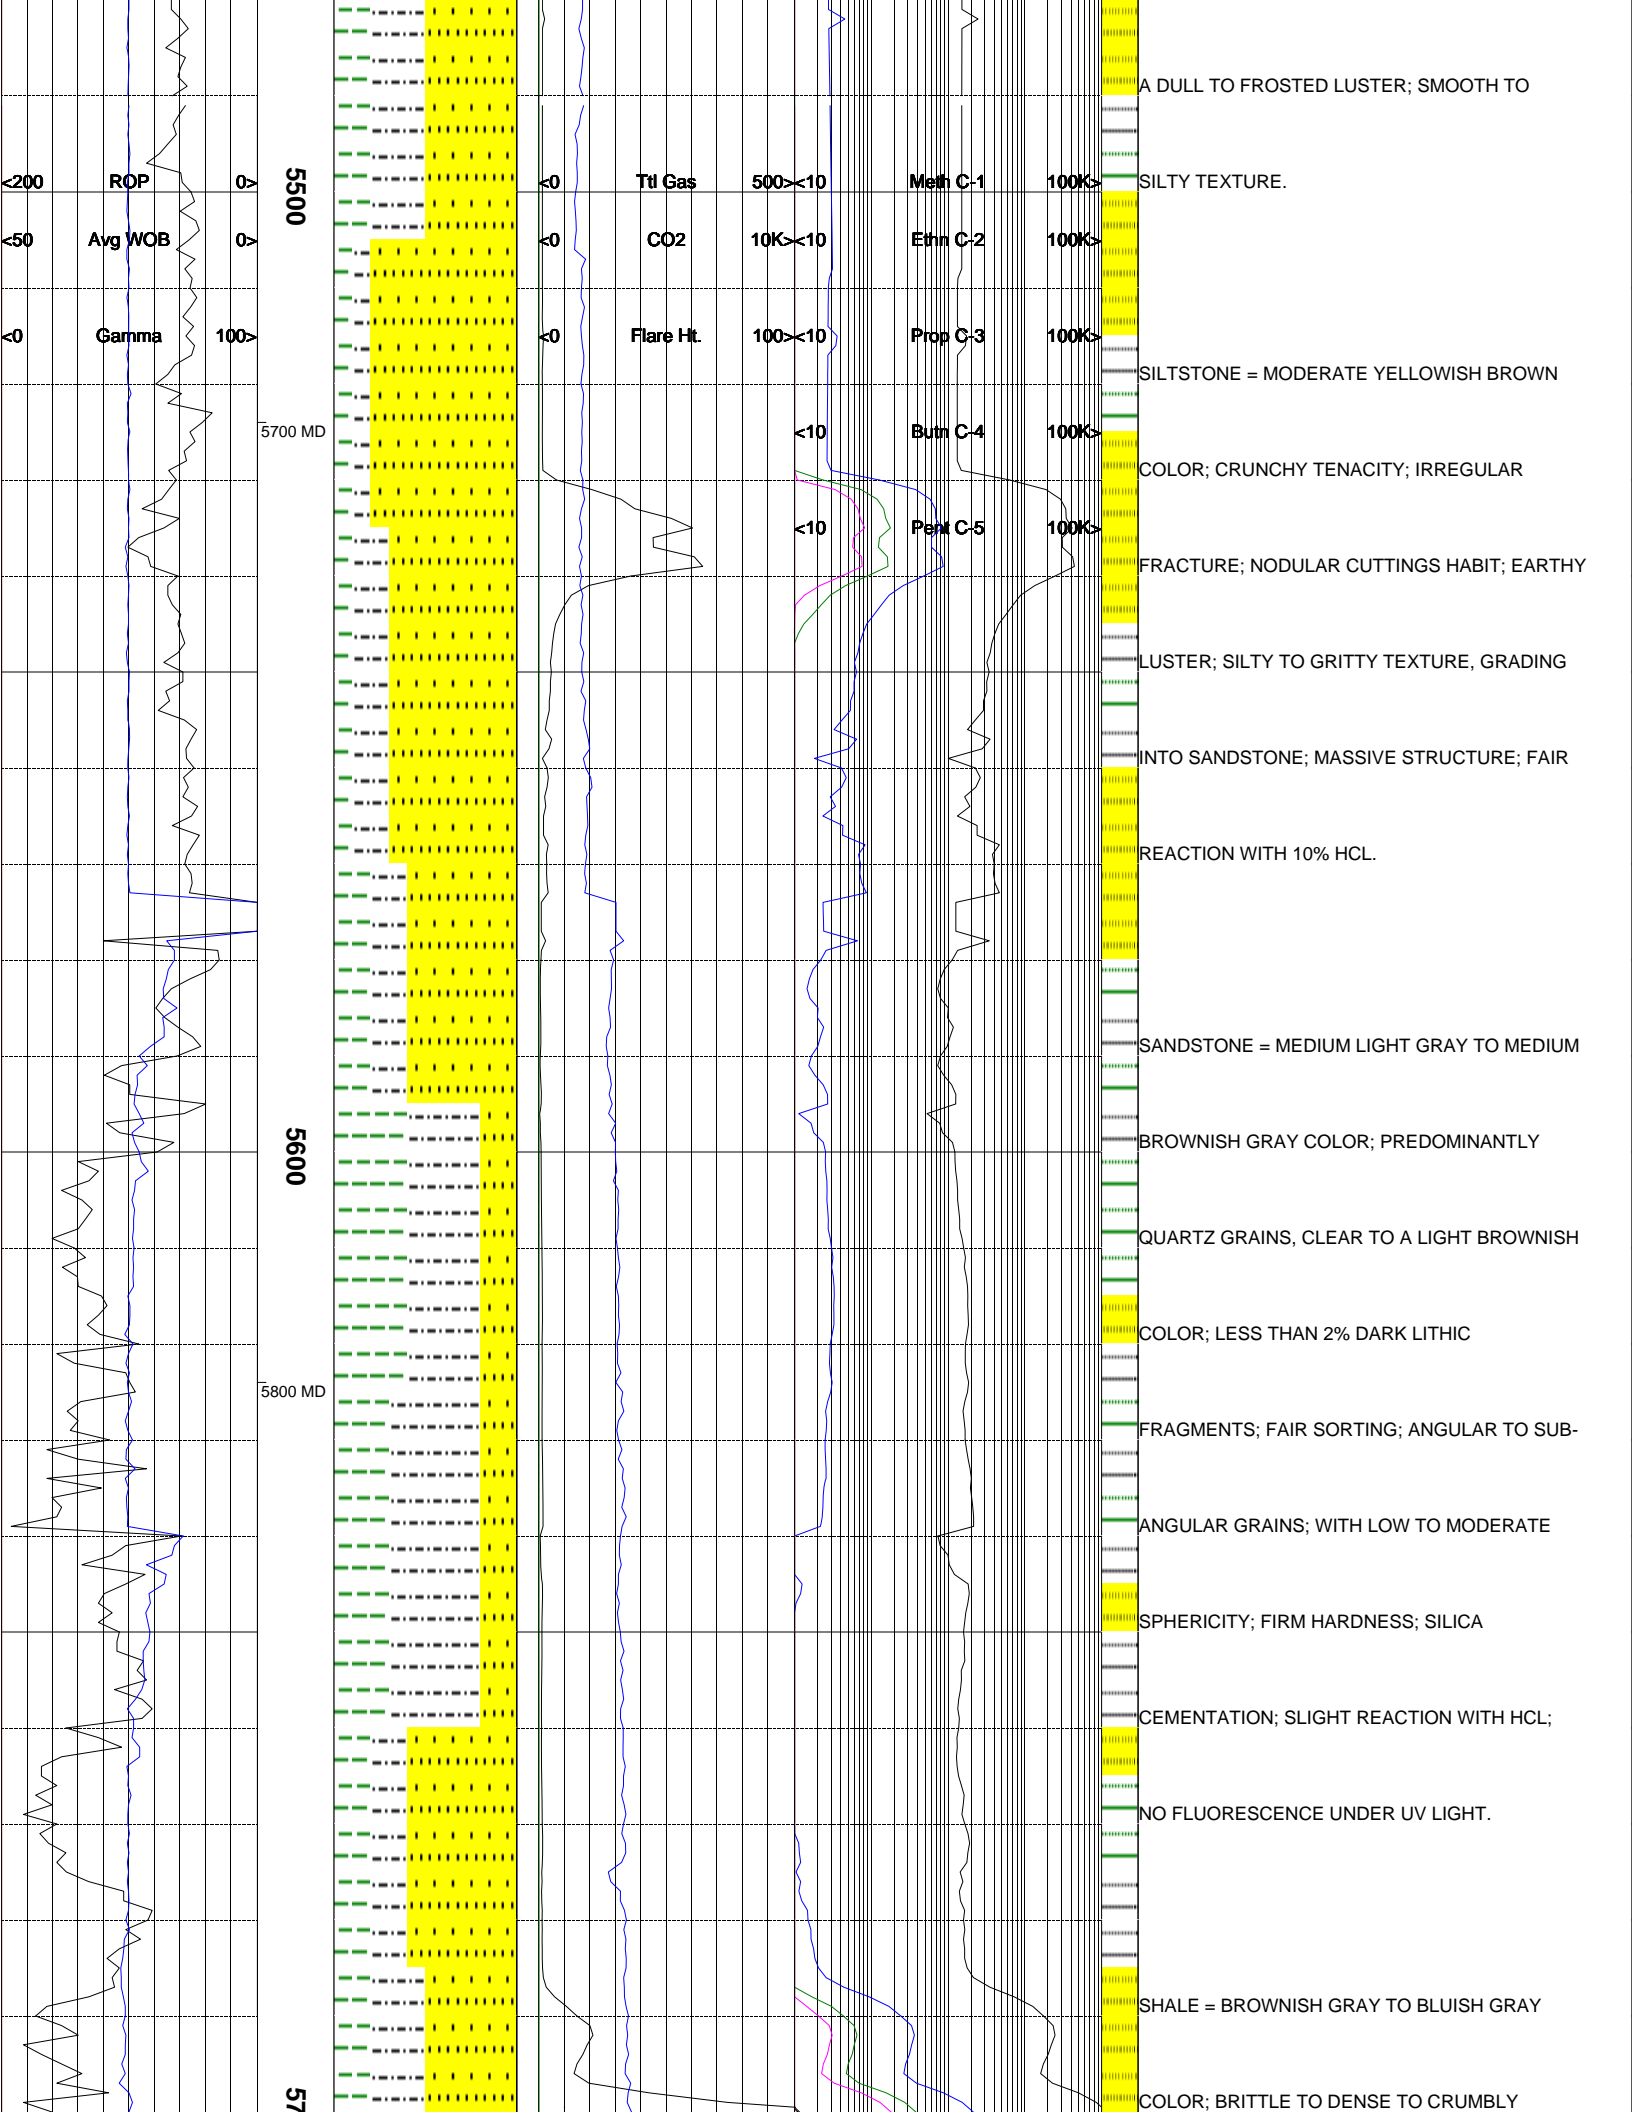 A DULL TO FROSTED LUSTER; SMOOTH TO
<200 ROP 0>
5500
<0 Ttl Gas 500>
<10 Meth C-1 100K>
SILTY TEXTURE.
<50 Avg WOB 0>
<0 CO2 10K>
<10 Ethn C-2 100K>
<0 Gamma 100>
<0 Flare Ht. 100>
<10 Prop C-3 100K>
SILTSTONE = MODERATE YELLOWISH BROWN
5700 MD
<10 Butn C-4 100K>
COLOR; CRUNCHY TENACITY; IRREGULAR
<10 Pent C-5 100K>
FRACTURE; NODULAR CUTTINGS HABIT; EARTHY
LUSTER; SILTY TO GRITTY TEXTURE, GRADING
INTO SANDSTONE; MASSIVE STRUCTURE; FAIR
REACTION WITH 10% HCL.
SANDSTONE = MEDIUM LIGHT GRAY TO MEDIUM
5600
BROWNISH GRAY COLOR; PREDOMINANTLY
QUARTZ GRAINS, CLEAR TO A LIGHT BROWNISH
COLOR; LESS THAN 2% DARK LITHIC
5800 MD
FRAGMENTS; FAIR SORTING; ANGULAR TO SUB-
ANGULAR GRAINS; WITH LOW TO MODERATE
SPHERICITY; FIRM HARDNESS; SILICA
CEMENTATION; SLIGHT REACTION WITH HCL;
NO FLUORESCENCE UNDER UV LIGHT.
SHALE = BROWNISH GRAY TO BLUISH GRAY
57
COLOR; BRITTLE TO DENSE TO CRUMBLY